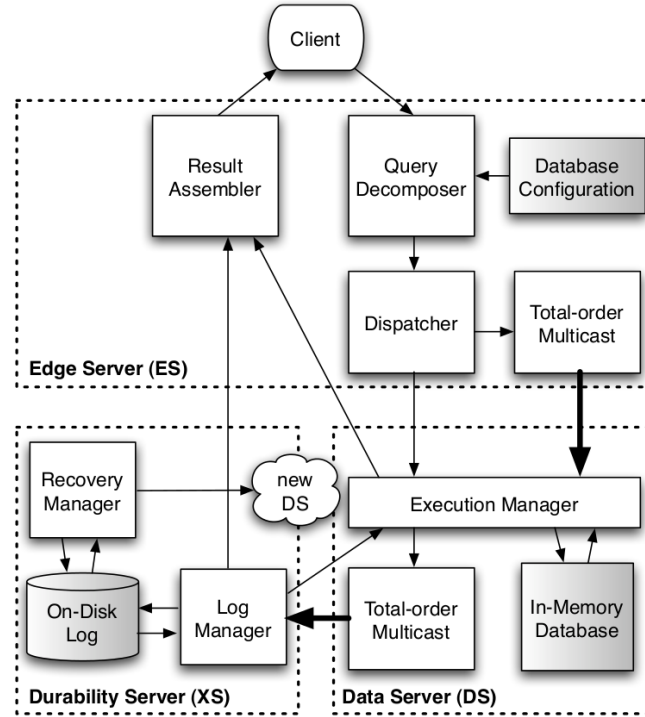 Client
Result
Assembler
Query
Decomposer
Database
Configuration
Dispatcher
Total-order
Multicast
Edge Server (ES)
Recovery
Manager
new
DS
Execution Manager
On-Disk
Log
Log
Manager
Total-order
Multicast
In-Memory
Database
Durability Server (XS)
Data Server (DS)